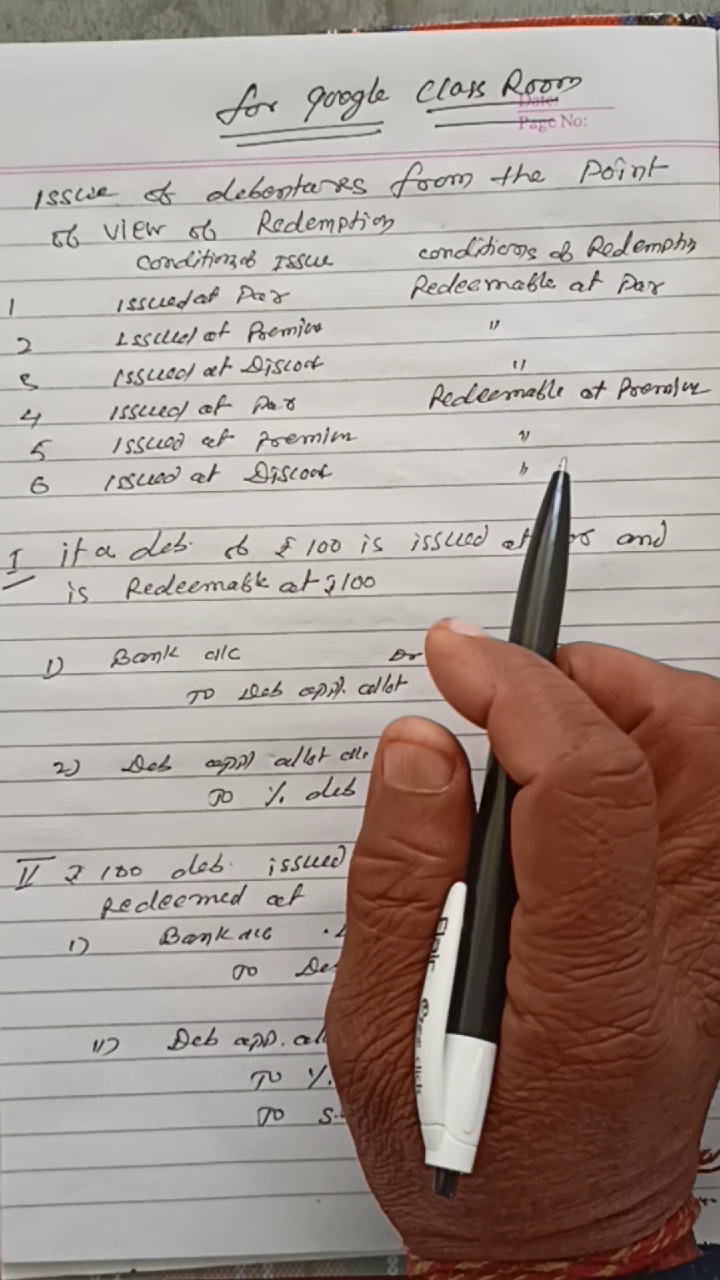 for google Class Room
Date:
Page No:
Issue of debentures from the Point
of view of Redemption
Conditions of Issue conditions of Redemptin
1 Issued at Par Redeemable at Par
2 Issued at Premium "
3 Issued at Discont "
4 Issued at Par Redeemable at Premium
5 Issued at Premium "
6 Issued at Discont "
I if a deb. of ₹ 100 is issued at and
is Redeemable at ₹100
1) Bank a/c Dr
TO Deb appl. allot
2) Deb appl allot a/c
TO % deb
II ₹ 100 deb. issued
Redeemed at
1) Bank a/c
TO De
11) Deb app. al
TO %.
TO S.
Flair